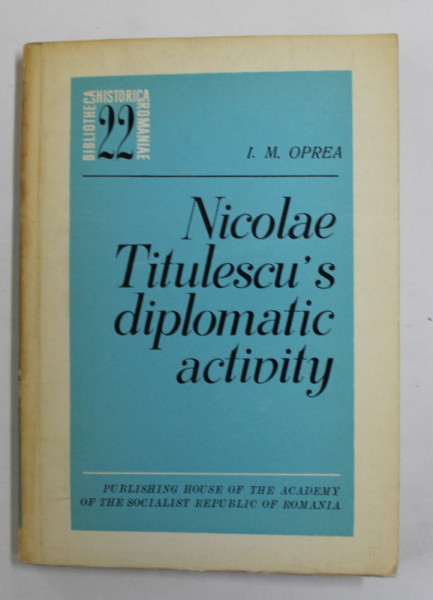 BIBLIOTHECA
HISTORICA
ROMANIAE
22
I. M. OPREA
Nicolae
Titulescu's
diplomatic
activity
PUBLISHING HOUSE OF THE ACADEMY
OF THE SOCIALIST REPUBLIC OF ROMANIA